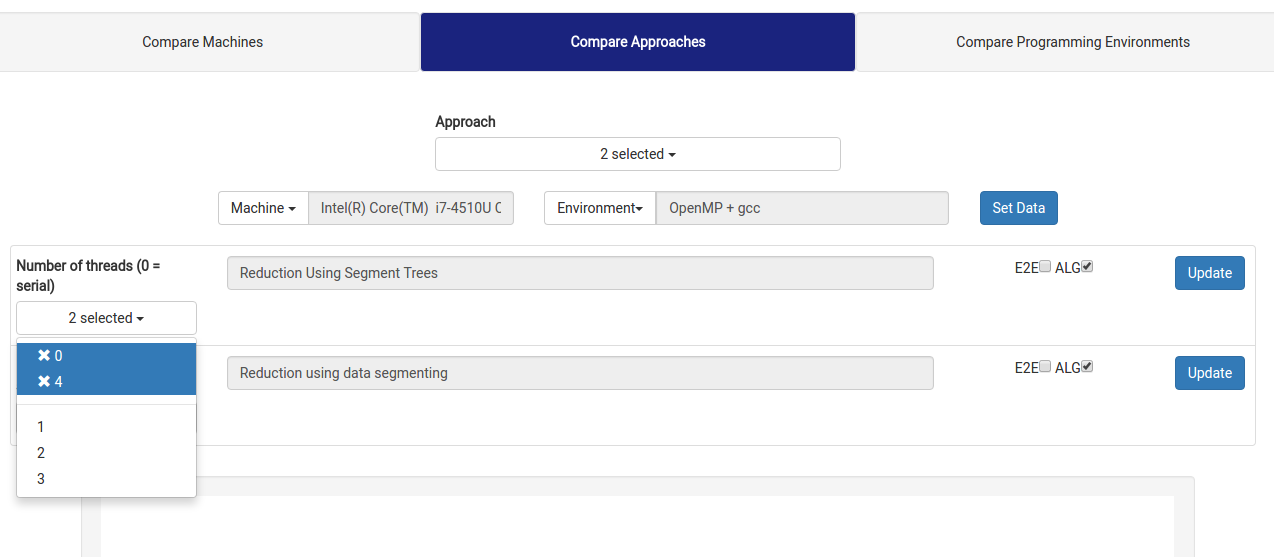 Compare Machines
Compare Approaches
Compare Programming Environments
Approach
2 selected
Machine
Intel(R) Core(TM) i7-4510U C
Environment
OpenMP + gcc
Set Data
Number of threads (0 =
serial)
Reduction Using Segment Trees
E2E ALG
Update
2 selected
0
4
1
2
3
Reduction using data segmenting
E2E ALG
Update